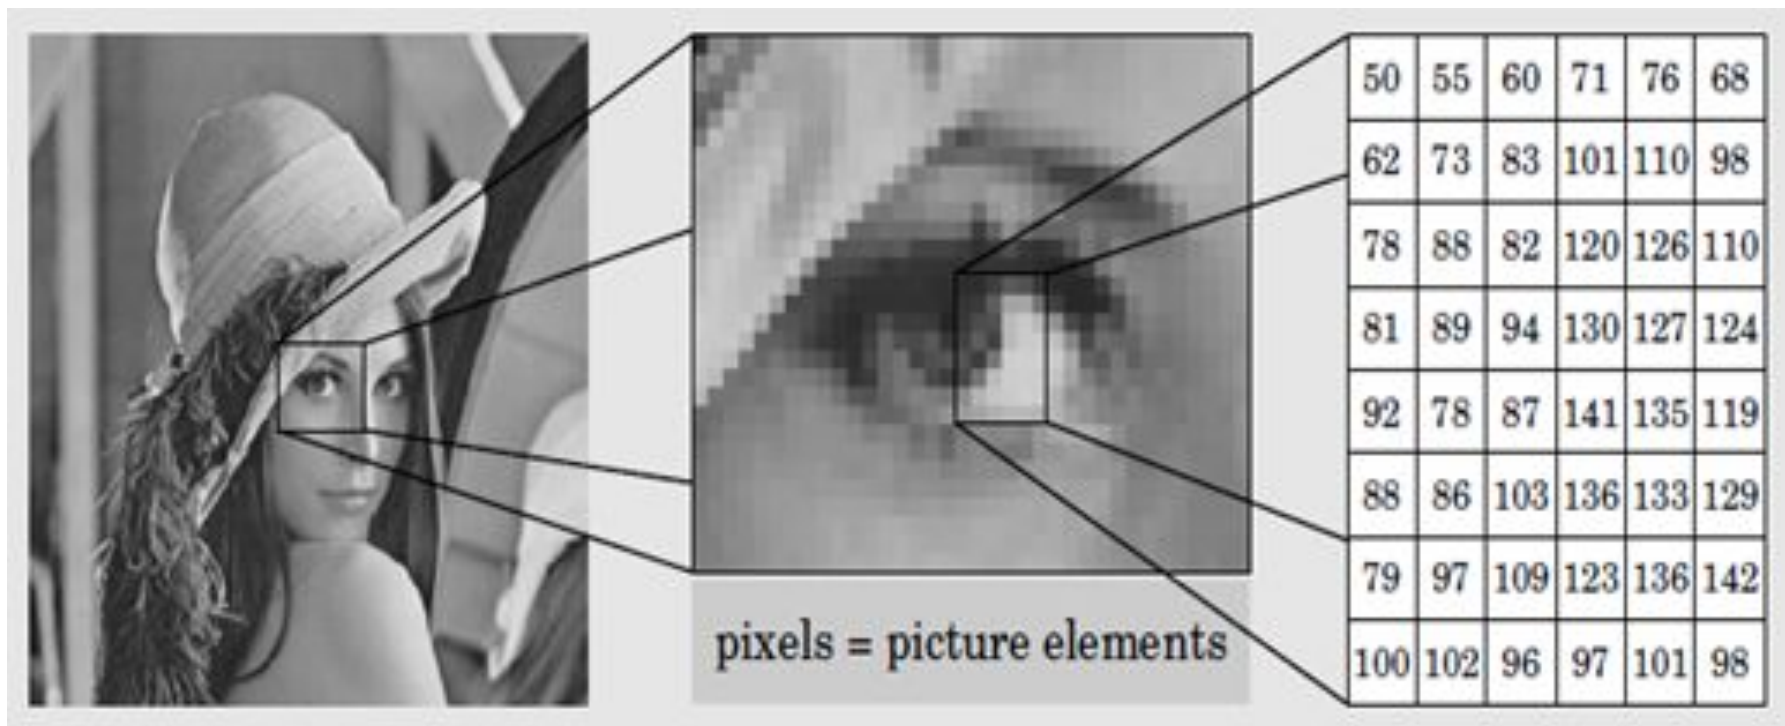 50 55 60 71 76 68
62 73 83 101 110 98
78 88 82 120 126 110
81 89 94 130 127 124
92 78 87 141 135 119
88 86 103 136 133 129
79 97 109 123 136 142
100 102 96 97 101 98
pixels = picture elements